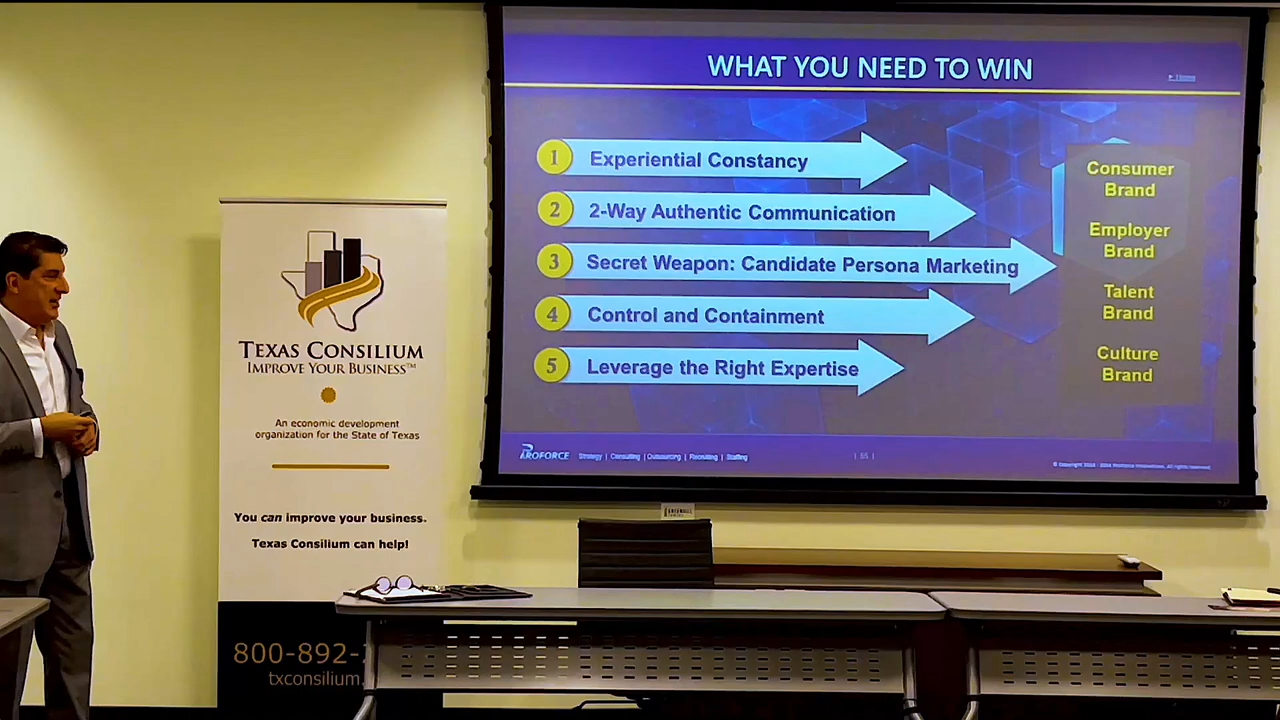 WHAT YOU NEED TO WIN
Home
1 Experiential Constancy
2 2-Way Authentic Communication
3 Secret Weapon: Candidate Persona Marketing
4 Control and Containment
5 Leverage the Right Expertise
Consumer
Brand
Employer
Brand
Talent
Brand
Culture
Brand
PROFORCE Strategy | Consulting | Outsourcing | Recruiting | Staffing
TEXAS CONSILIUM
IMPROVE YOUR BUSINESS™
An economic development
organization for the State of Texas
You can improve your business.
Texas Consilium can help!
800-892-
txconsilium.